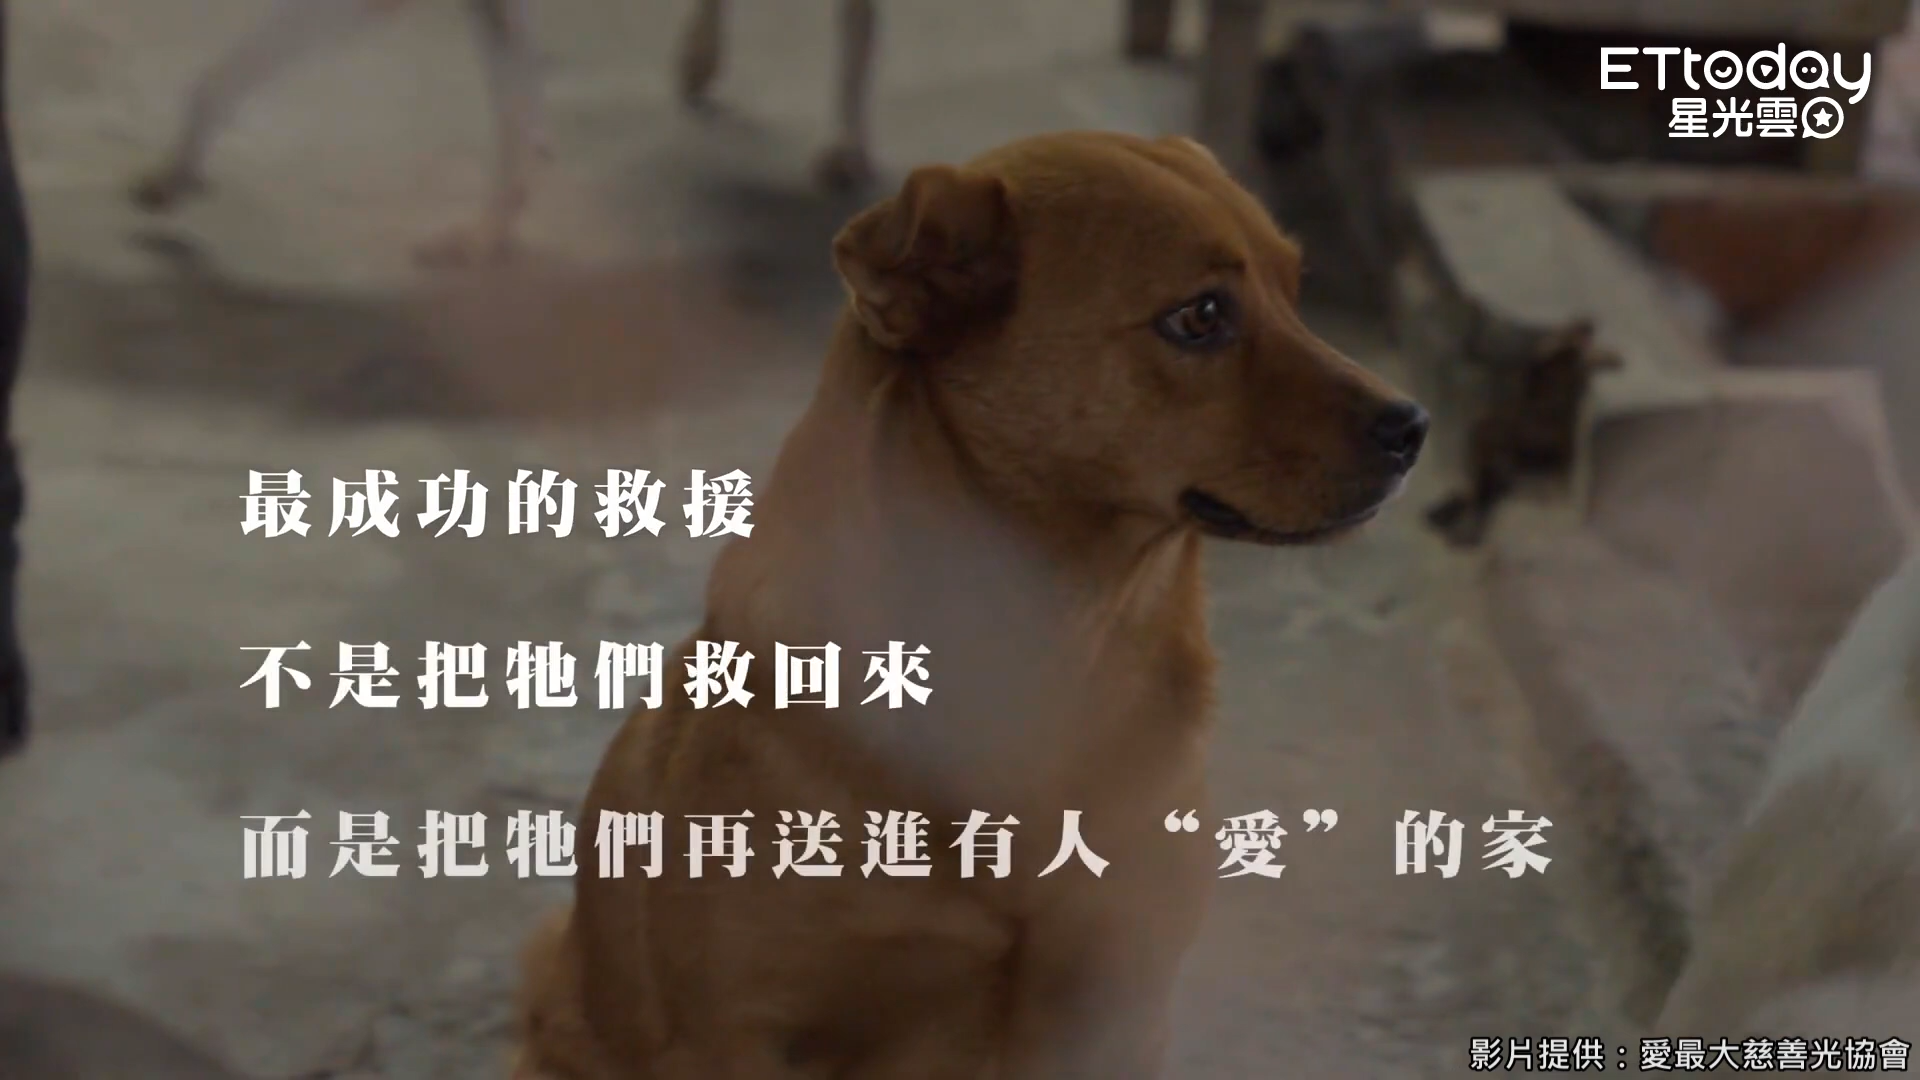 ETtoday
星光雲
最成功的救援
不是把牠們救回來
而是把牠們再送進有人“愛”的家
影片提供：愛最大慈善光協會